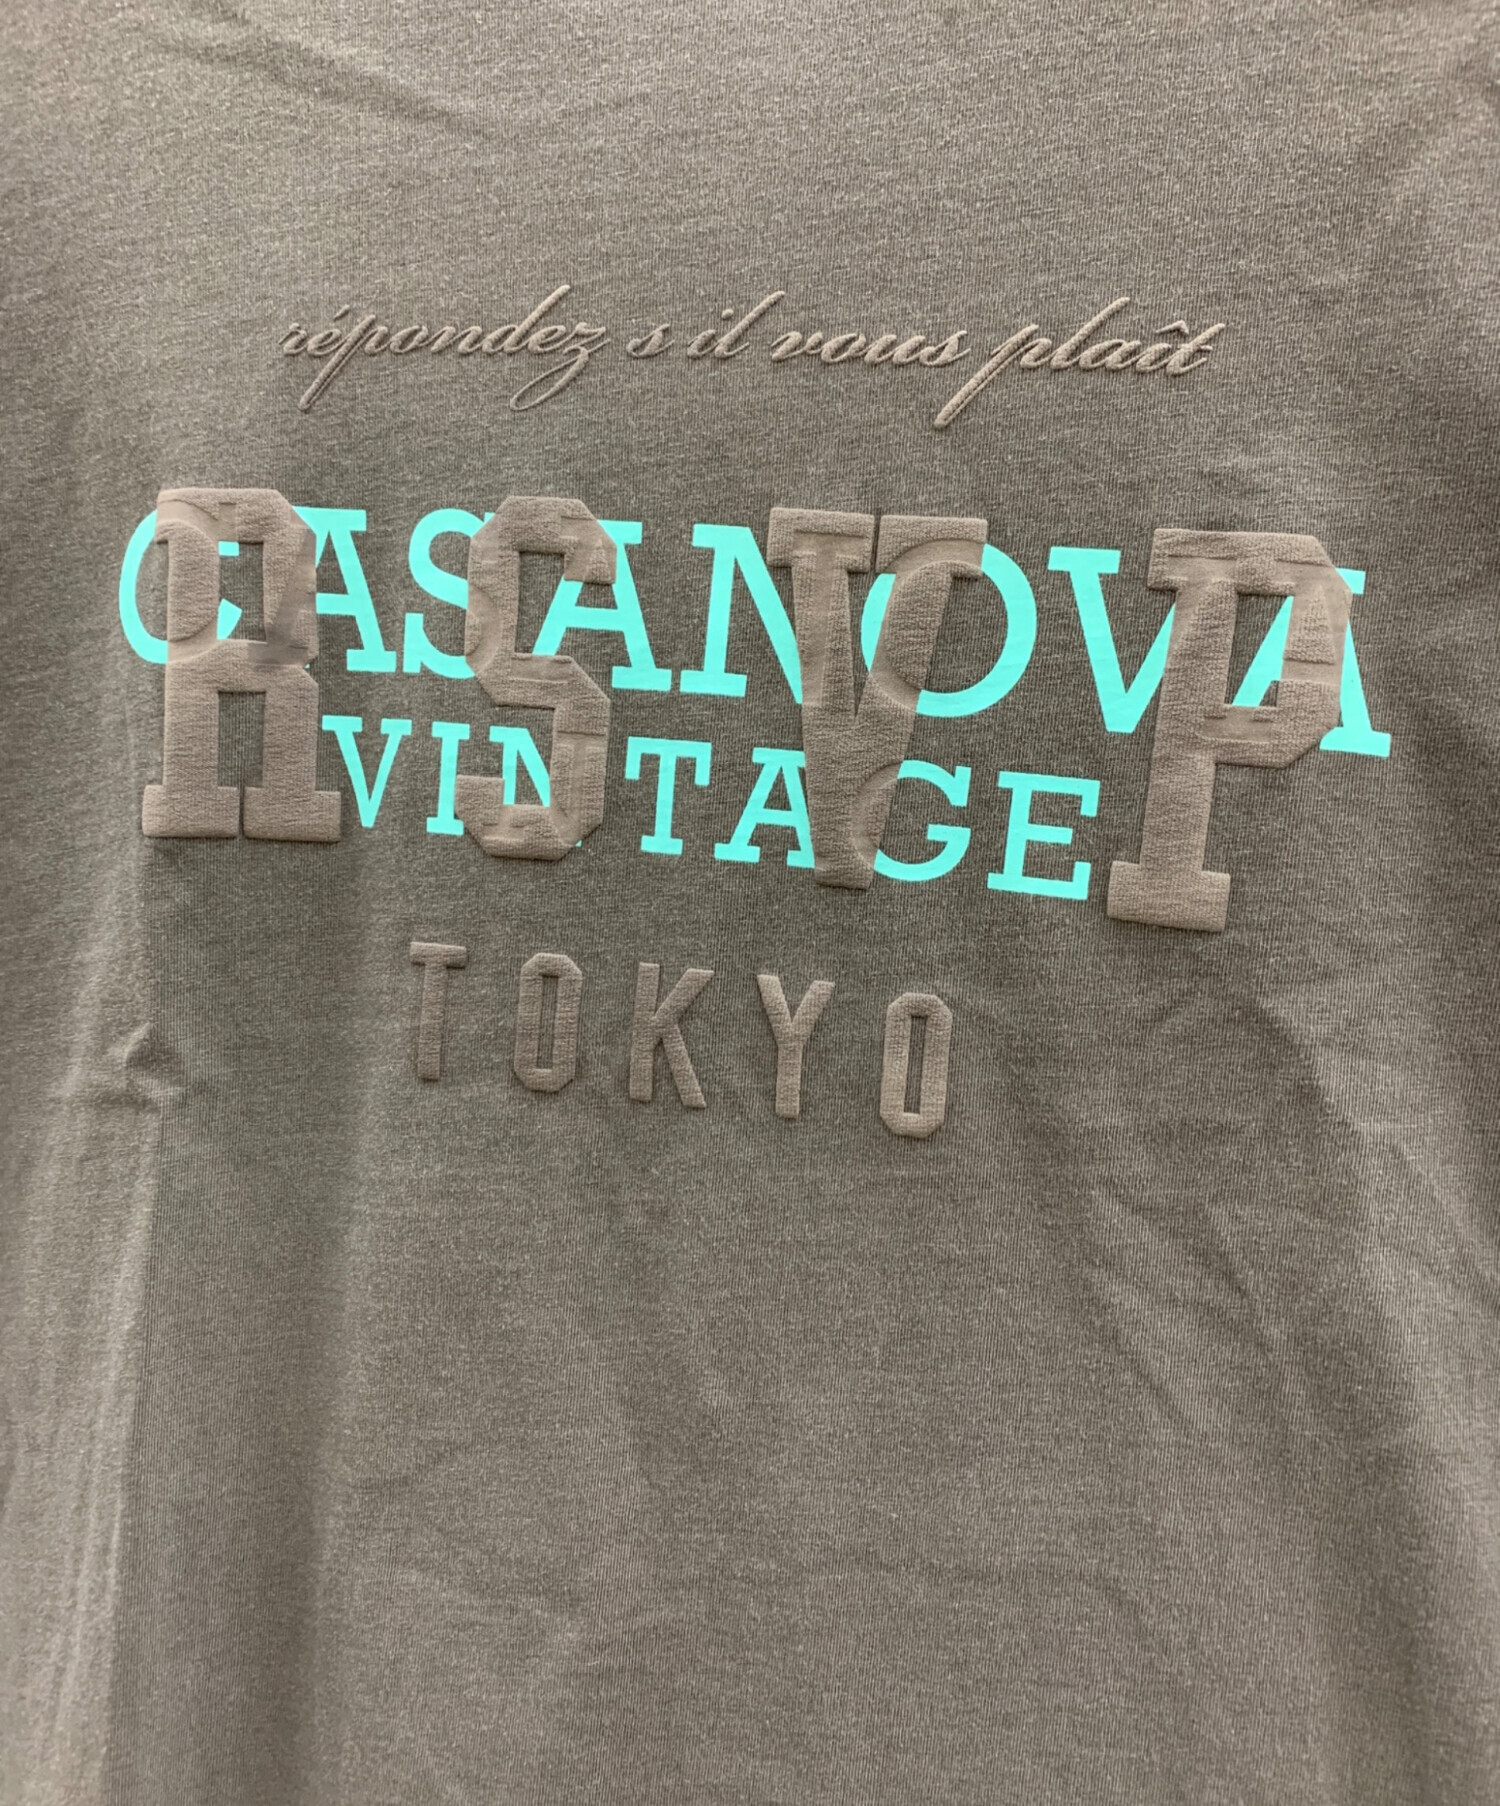 répondez s il vous plaît
RSVP
CASANOVA
VINTAGE
TOKYO